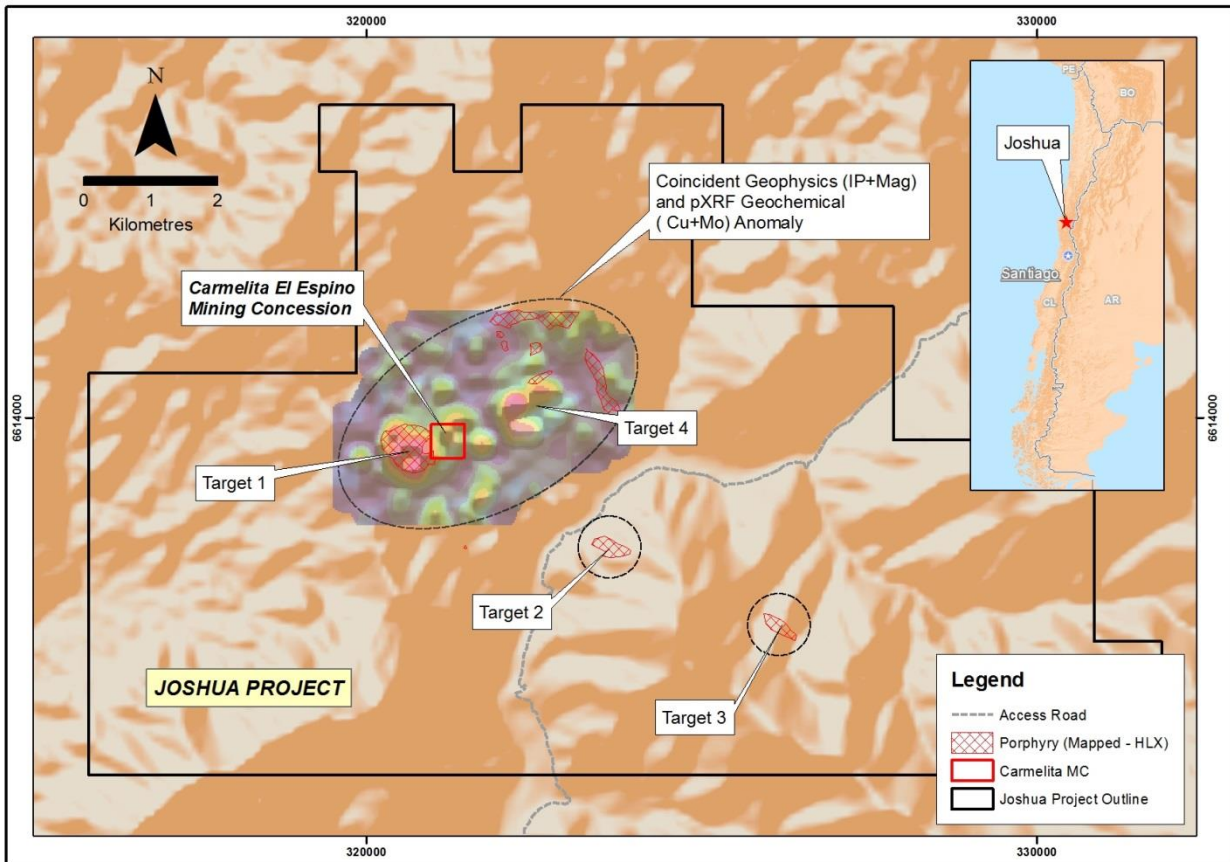 320000
330000
N
0 1 2
Kilometres
Coincident Geophysics (IP+Mag)
and pXRF Geochemical
( Cu+Mo) Anomaly
Carmelita El Espino
Mining Concession
PE
BO
Joshua
Santiago
CL
AR
6614000
6614000
Target 4
Target 1
Target 2
Target 3
JOSHUA PROJECT
Legend
Access Road
Porphyry (Mapped - HLX)
Carmelita MC
Joshua Project Outline
320000
330000